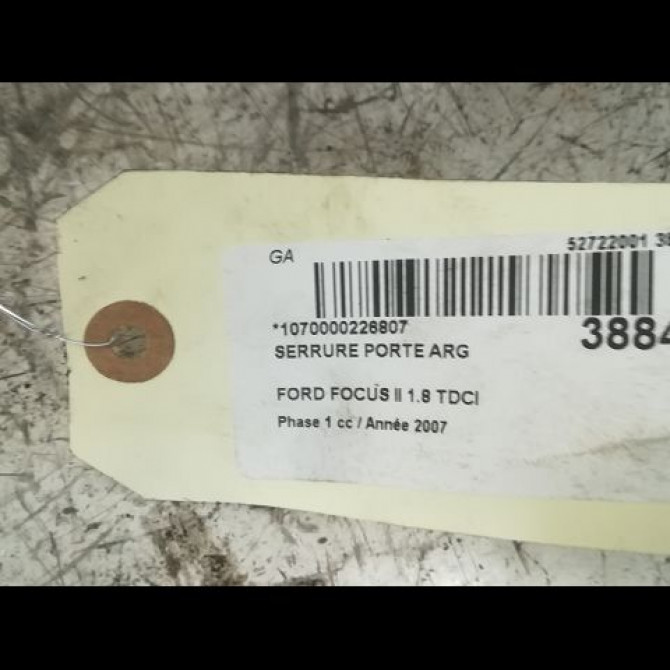 52722001 38
GA
*1070000226807
3884
SERRURE PORTE ARG
FORD FOCUS II 1.8 TDCI
Phase 1 cc / Année 2007